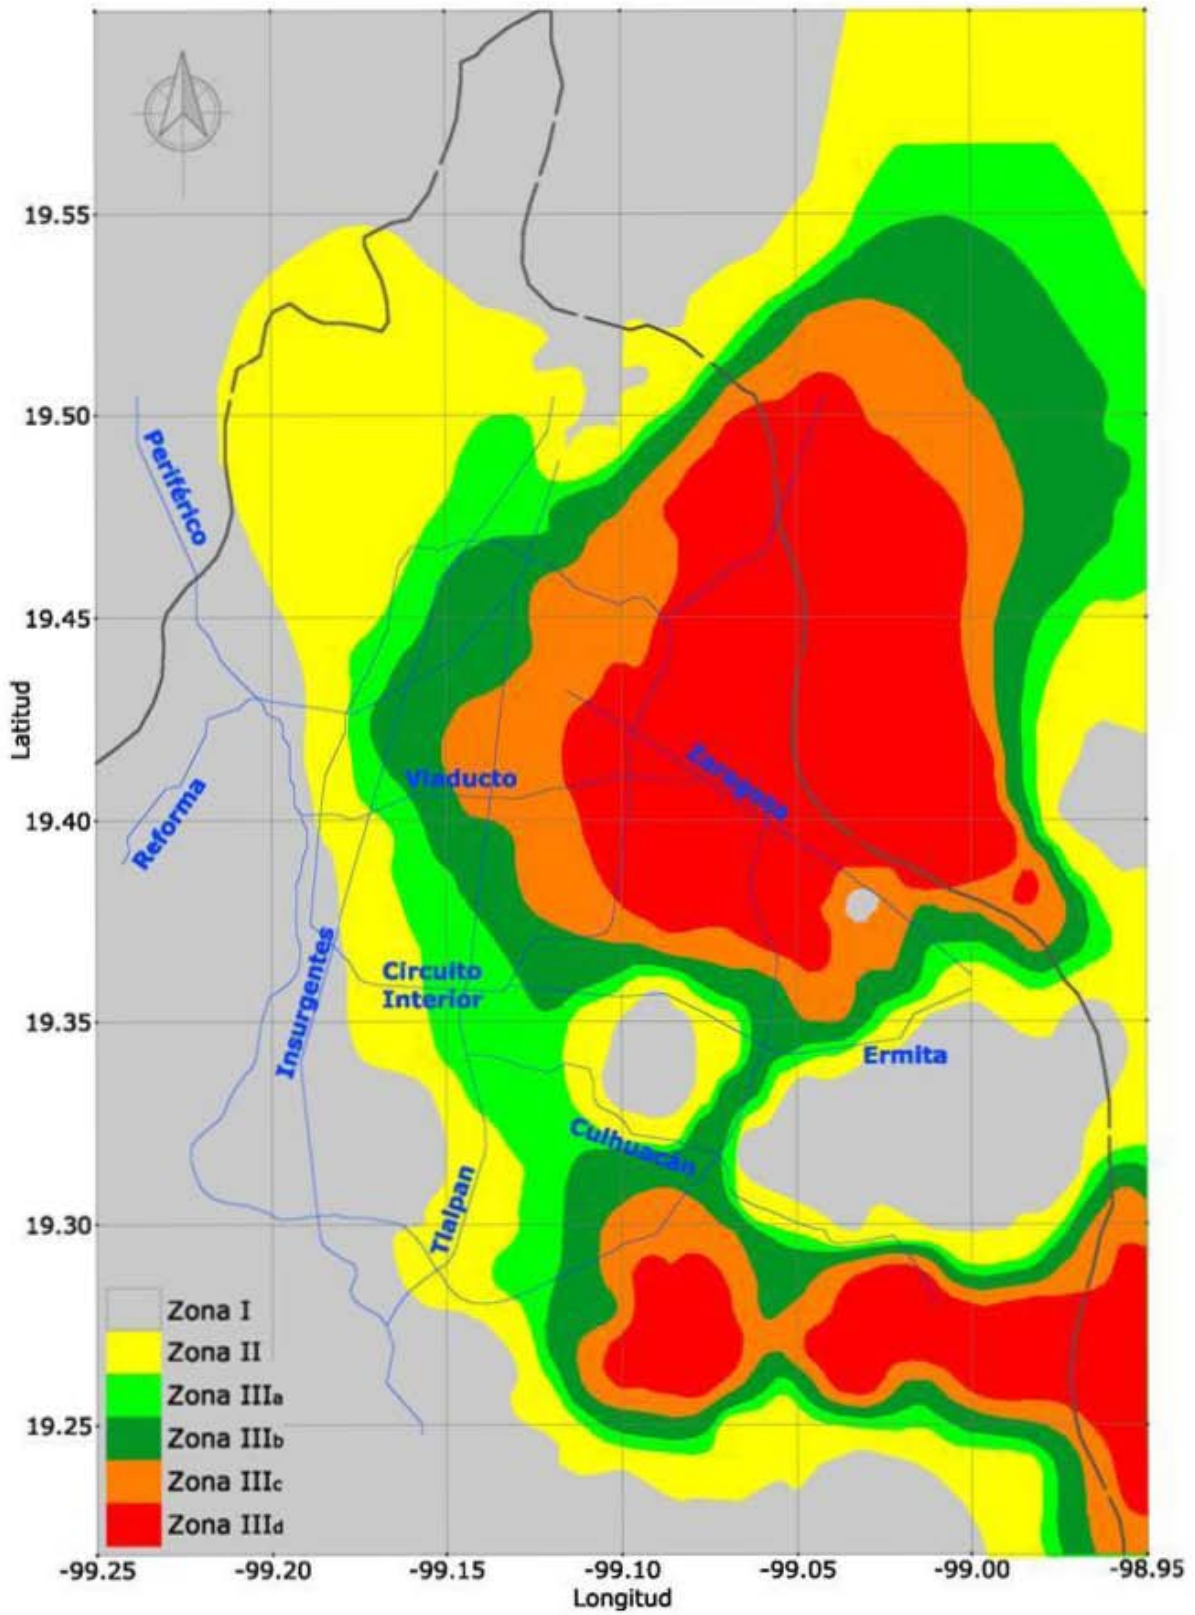 19.55
19.50
19.45
19.40
19.35
19.30
19.25
Latitud
Periférico
Reforma
Viaducto
Zaragoza
Insurgentes
Circuito
Interior
Ermita
Culhuacán
Tlalpan
Zona I
Zona II
Zona IIIa
Zona IIIb
Zona IIIc
Zona IIId
-99.25
-99.20
-99.15
-99.10
-99.05
-99.00
-98.95
Longitud